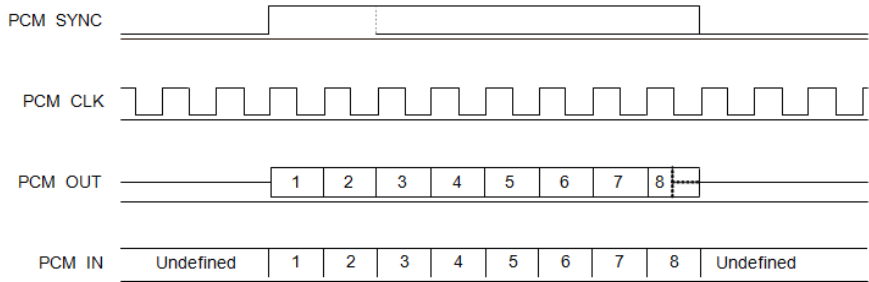 PCM SYNC
PCM CLK
PCM OUT 1 2 3 4 5 6 7 8
PCM IN Undefined 1 2 3 4 5 6 7 8 Undefined